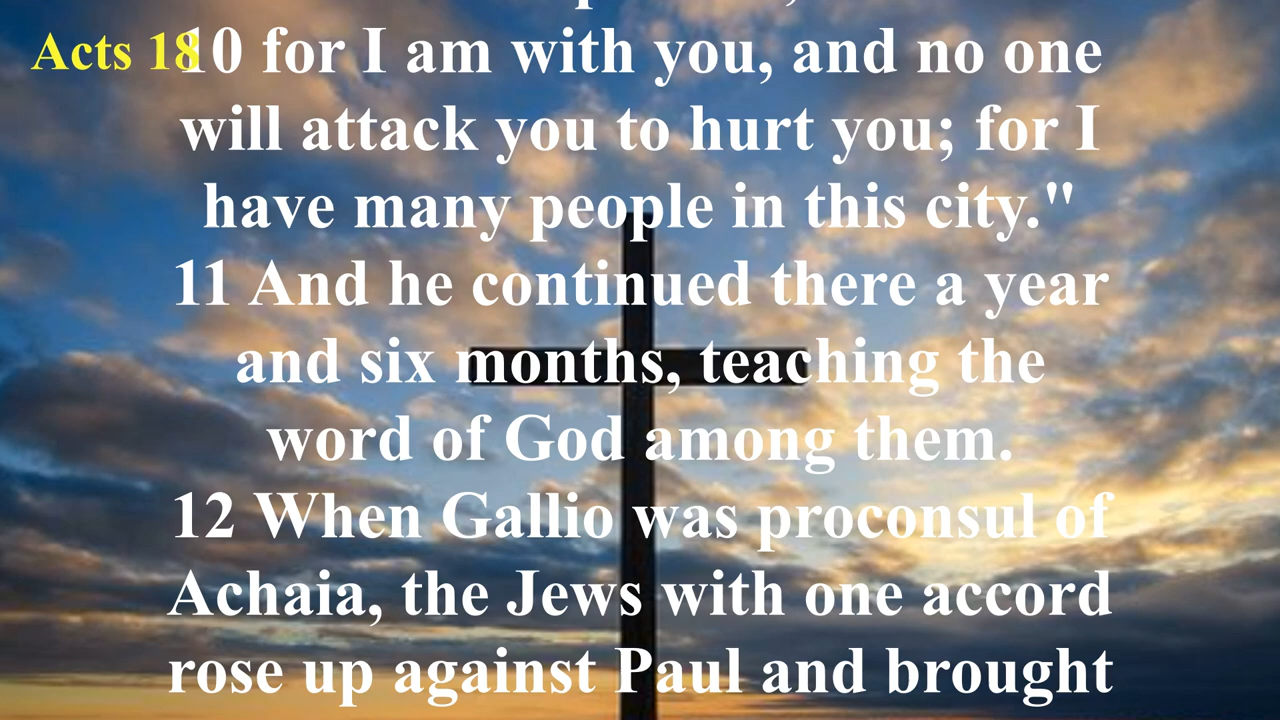 Acts 18
10 for I am with you, and no one
will attack you to hurt you; for I
have many people in this city."
11 And he continued there a year
and six months, teaching the
word of God among them.
12 When Gallio was proconsul of
Achaia, the Jews with one accord
rose up against Paul and brought